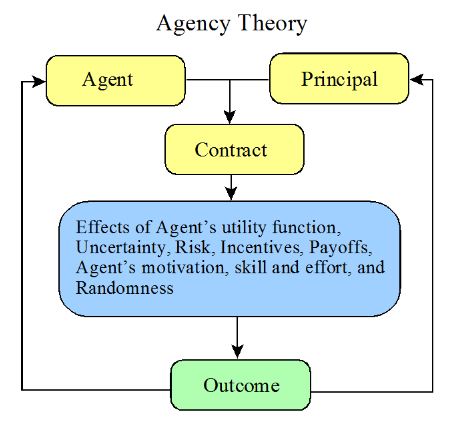 Agency Theory
Agent
Principal
Contract
Effects of Agent's utility function,
Uncertainty, Risk, Incentives, Payoffs,
Agent's motivation, skill and effort, and
Randomness
Outcome